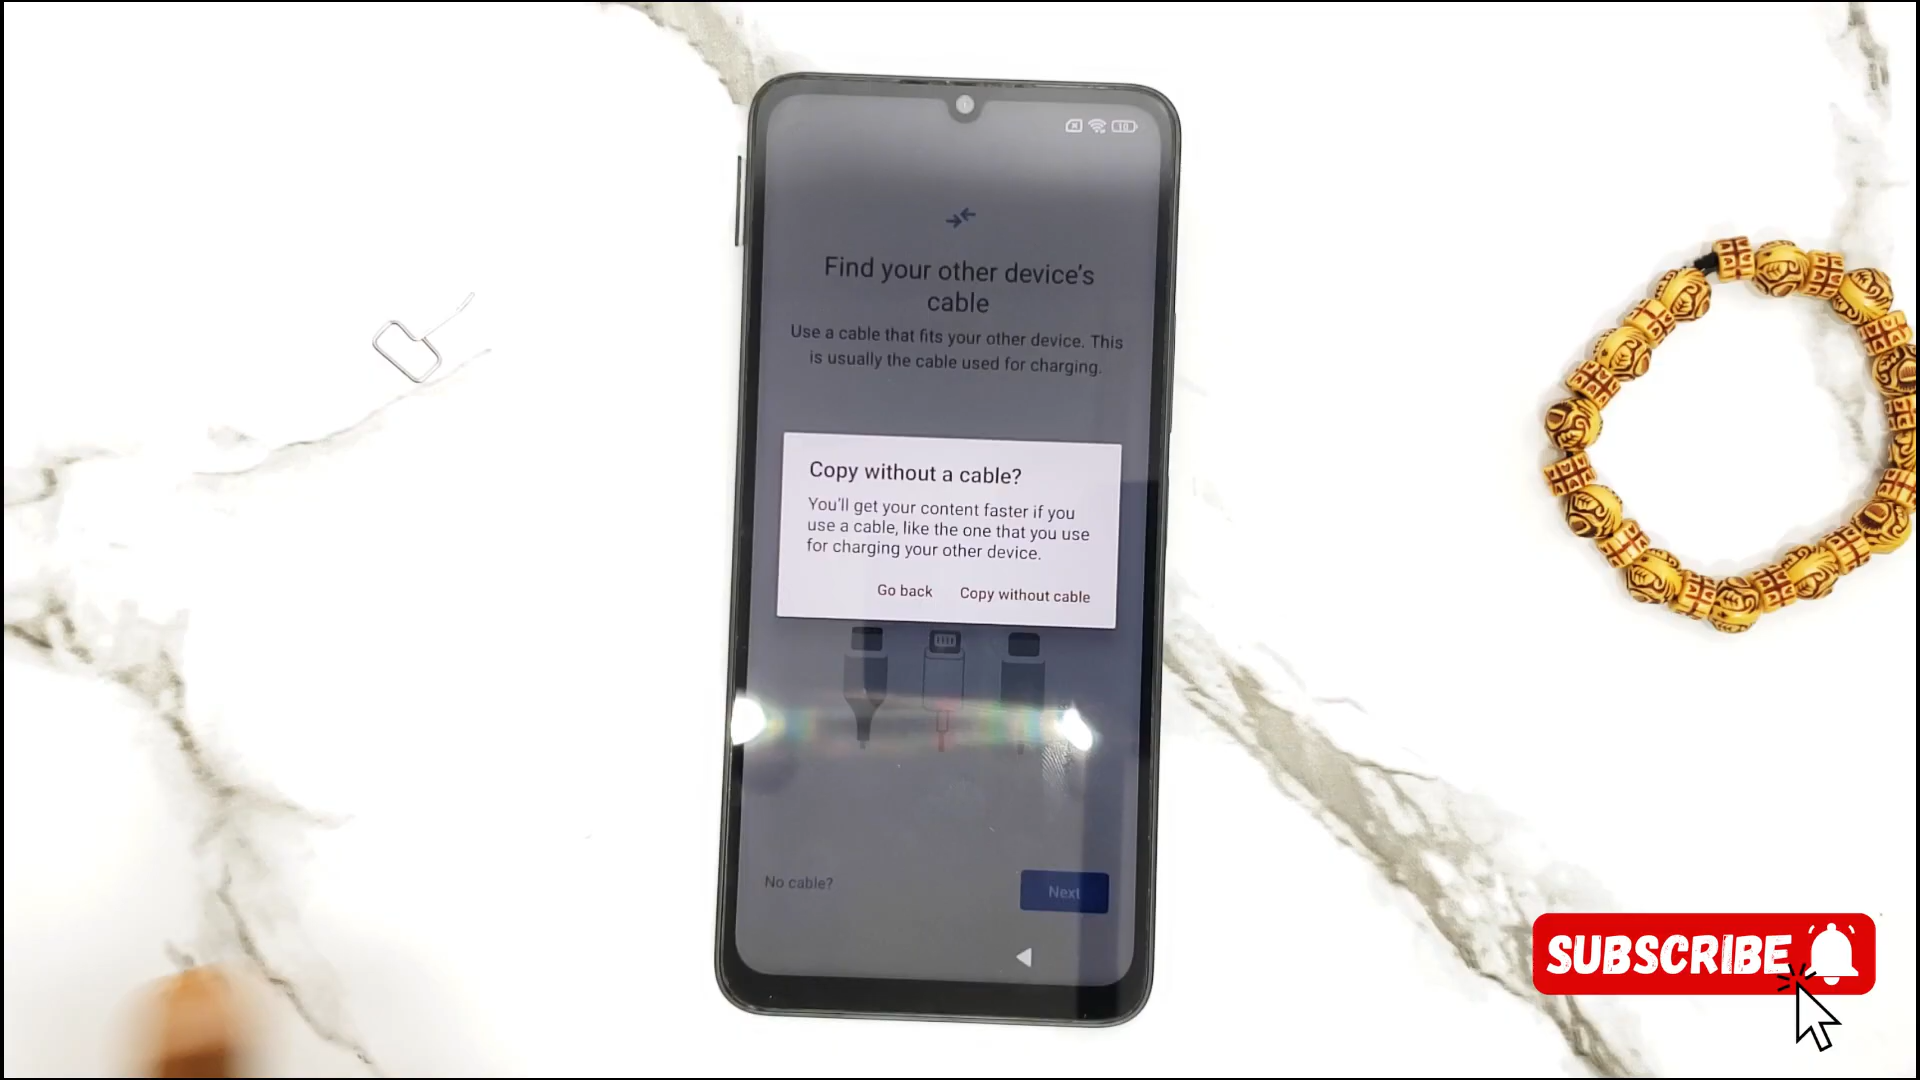 10
Find your other device's
cable
Use a cable that fits your other device. This
is usually the cable used for charging.
Copy without a cable?
You'll get your content faster if you
use a cable, like the one that you use
for charging your other device.
Go back Copy without cable
No cable? Next
SUBSCRIBE